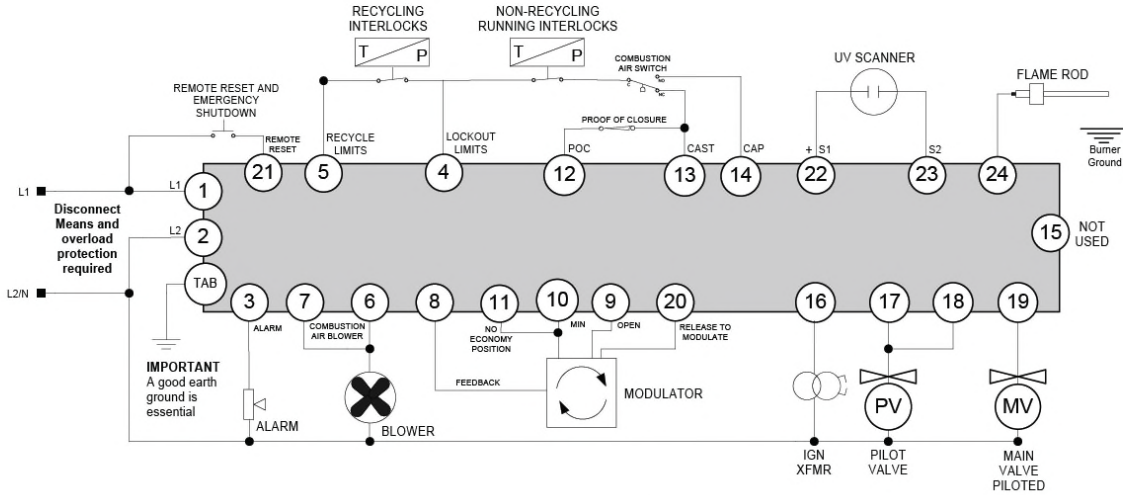 RECYCLING
INTERLOCKS
T P
NON-RECYCLING
RUNNING INTERLOCKS
T P
COMBUSTION
AIR SWITCH
C
NO
NC
UV SCANNER
FLAME ROD
Burner
Ground
REMOTE RESET AND
EMERGENCY
SHUTDOWN
REMOTE
RESET
RECYCLE
LIMITS
LOCKOUT
LIMITS
PROOF OF CLOSURE
POC
CAST
CAP
+ S1
S2
21
5
4
12
13
14
22
23
24
L1
L1
1
Disconnect
Means and
overload
protection
required
L2
2
L2/N
TAB
15
NOT
USED
3
7
6
8
11
10
9
20
16
17
18
19
ALARM
COMBUSTION
AIR BLOWER
NO
ECONOMY
POSITION
MIN
OPEN
RELEASE TO
MODULATE
IMPORTANT
A good earth
ground is
essential
FEEDBACK
MODULATOR
PV
MV
ALARM
BLOWER
IGN
XFMR
PILOT
VALVE
MAIN
VALVE
PILOTED